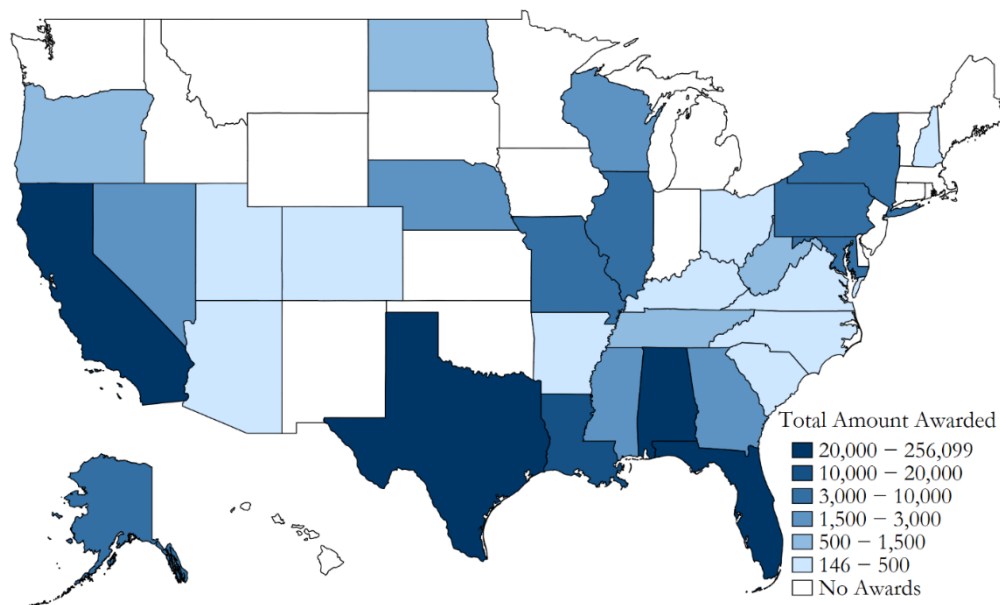 Total Amount Awarded
20,000 – 256,099
10,000 – 20,000
3,000 – 10,000
1,500 – 3,000
500 – 1,500
146 – 500
No Awards